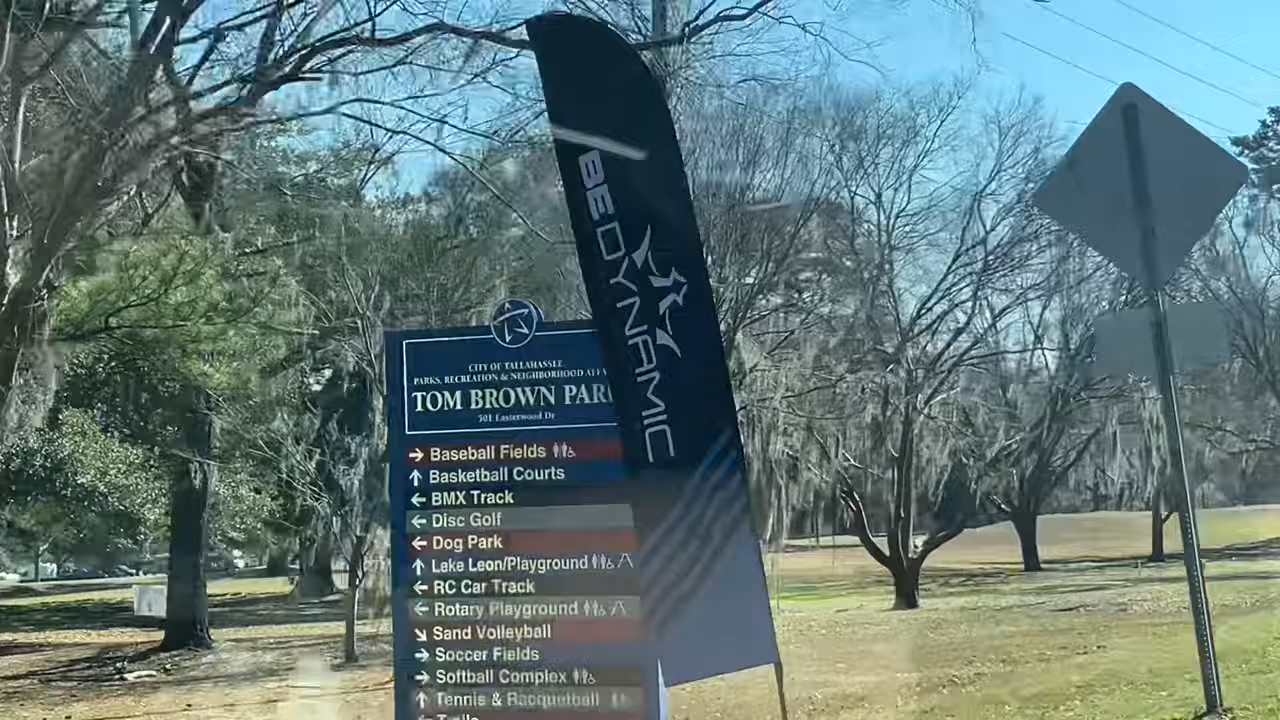 BE DYNAMIC
CITY OF TALLAHASSEE
PARKS, RECREATION & NEIGHBORHOOD
TOM BROWN
501 Easterwood Dr
Baseball Fields
Basketball Courts
BMX Track
Disc Golf
Dog Park
Lake Leon/Playground
RC Car Track
Rotary Playground
Sand Volleyball
Soccer Fields
Softball Complex
Tennis & Racquetball
Trails